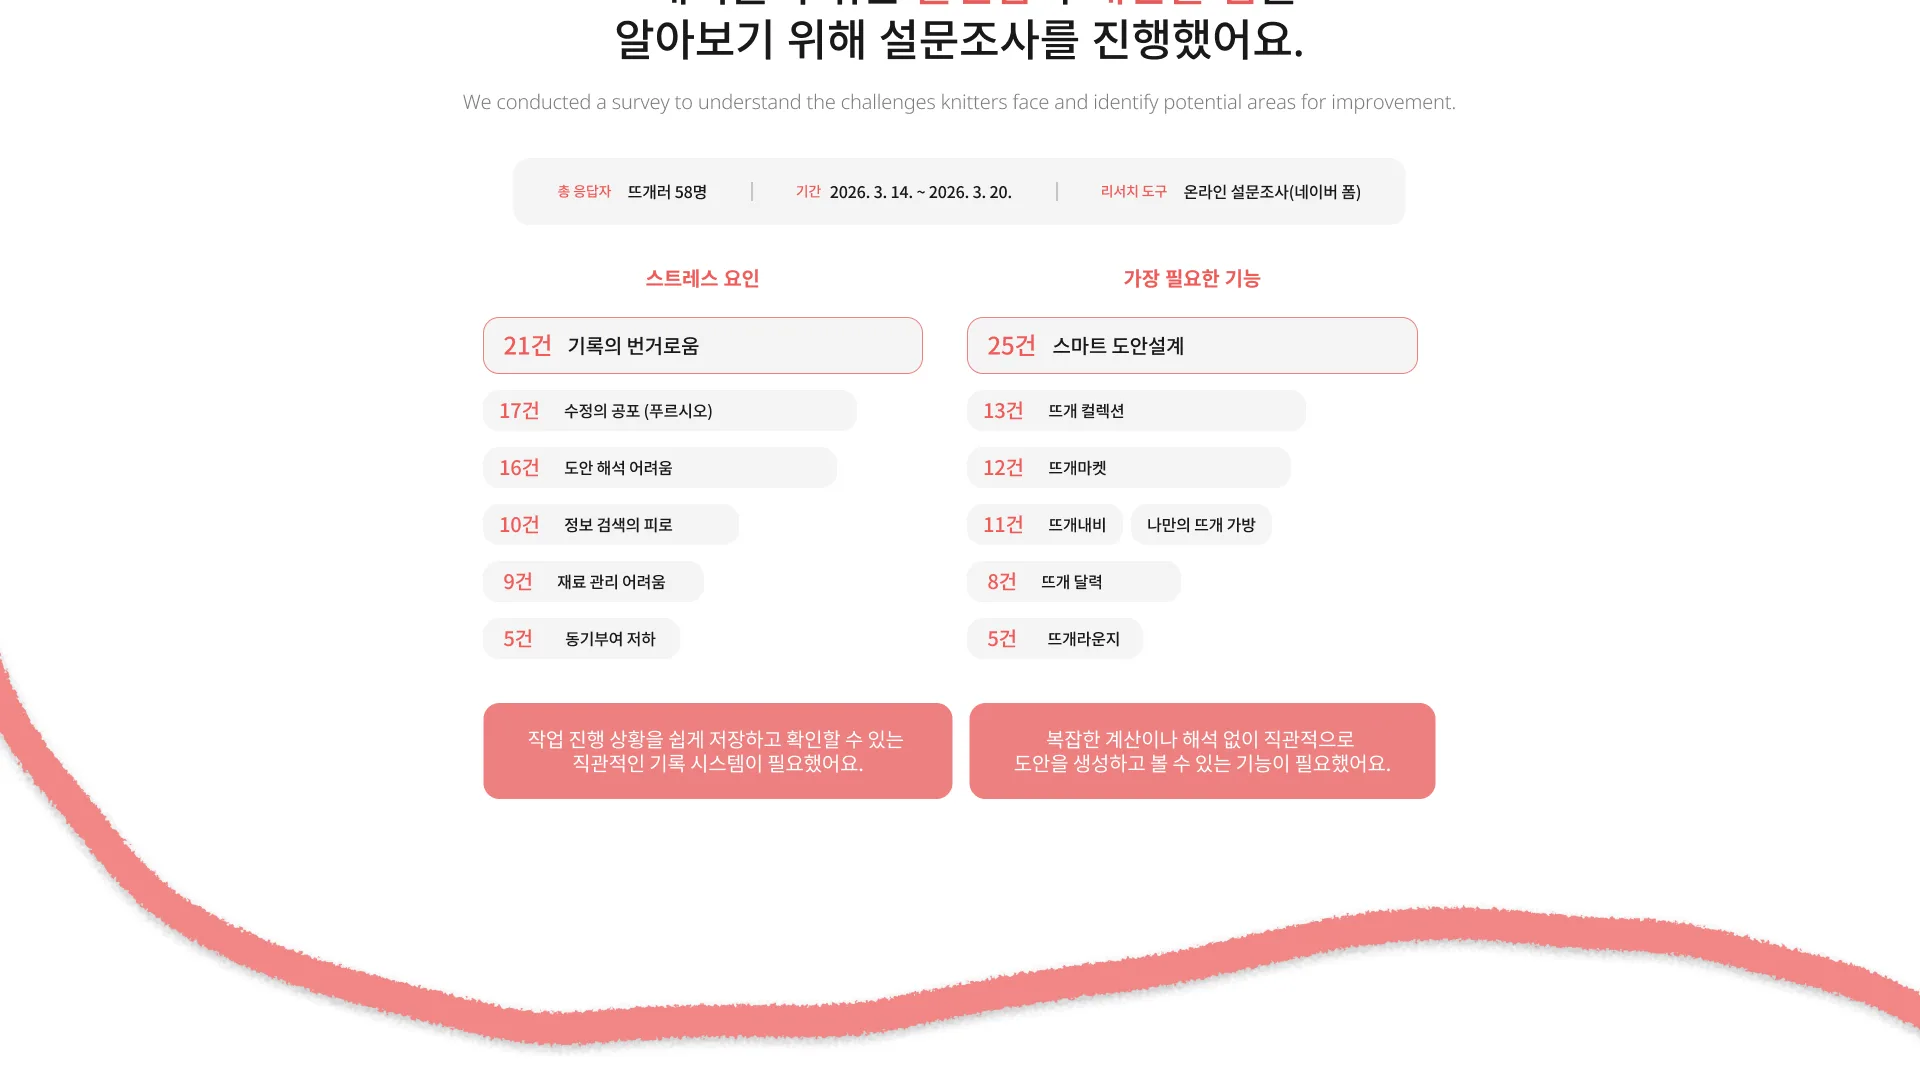 알아보기 위해 설문조사를 진행했어요.
We conducted a survey to understand the challenges knitters face and identify potential areas for improvement.
총 응답자 뜨개러 58명
기간 2026. 3. 14. ~ 2026. 3. 20.
리서치 도구 온라인 설문조사(네이버 폼)
스트레스 요인
21건 기록의 번거로움
17건 수정의 공포 (푸르시오)
16건 도안 해석 어려움
10건 정보 검색의 피로
9건 재료 관리 어려움
5건 동기부여 저하
작업 진행 상황을 쉽게 저장하고 확인할 수 있는
직관적인 기록 시스템이 필요했어요.
가장 필요한 기능
25건 스마트 도안설계
13건 뜨개 컬렉션
12건 뜨개마켓
11건 뜨개내비 나만의 뜨개 가방
8건 뜨개 달력
5건 뜨개라운지
복잡한 계산이나 해석 없이 직관적으로
도안을 생성하고 볼 수 있는 기능이 필요했어요.